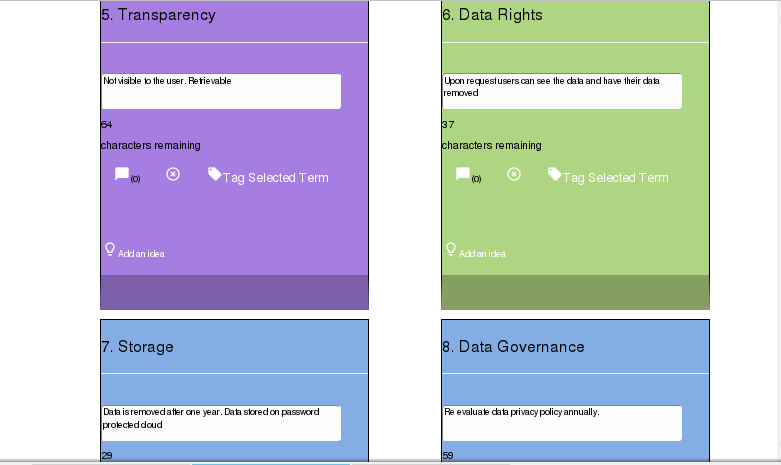 5. Transparency
Not visible to the user. Retrievable
64
characters remaining
(0)
Tag Selected Term
Add an idea
6. Data Rights
Upon request users can see the data and have their data
removed
37
characters remaining
(0)
Tag Selected Term
Add an idea
7. Storage
Data is removed after one year. Data stored on password
protected cloud
29
8. Data Governance
Re evaluate data privacy policy annually.
59